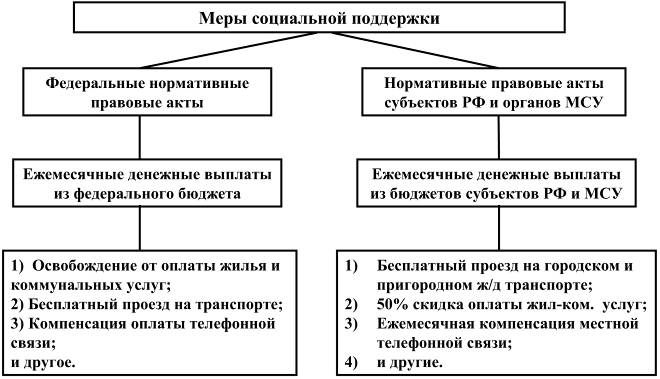 Меры социальной поддержки
Федеральные нормативные
правовые акты
Нормативные правовые акты
субъектов РФ и органов МСУ
Ежемесячные денежные выплаты
из федерального бюджета
Ежемесячные денежные выплаты
из бюджетов субъектов РФ и МСУ
1) Освобождение от оплаты жилья и
коммунальных услуг;
2) Бесплатный проезд на транспорте;
3) Компенсация оплаты телефонной
связи;
и другое.
1) Бесплатный проезд на городском и
пригородном ж/д транспорте;
2) 50% скидка оплаты жил-ком. услуг;
3) Ежемесячная компенсация местной
телефонной связи;
4) и другие.